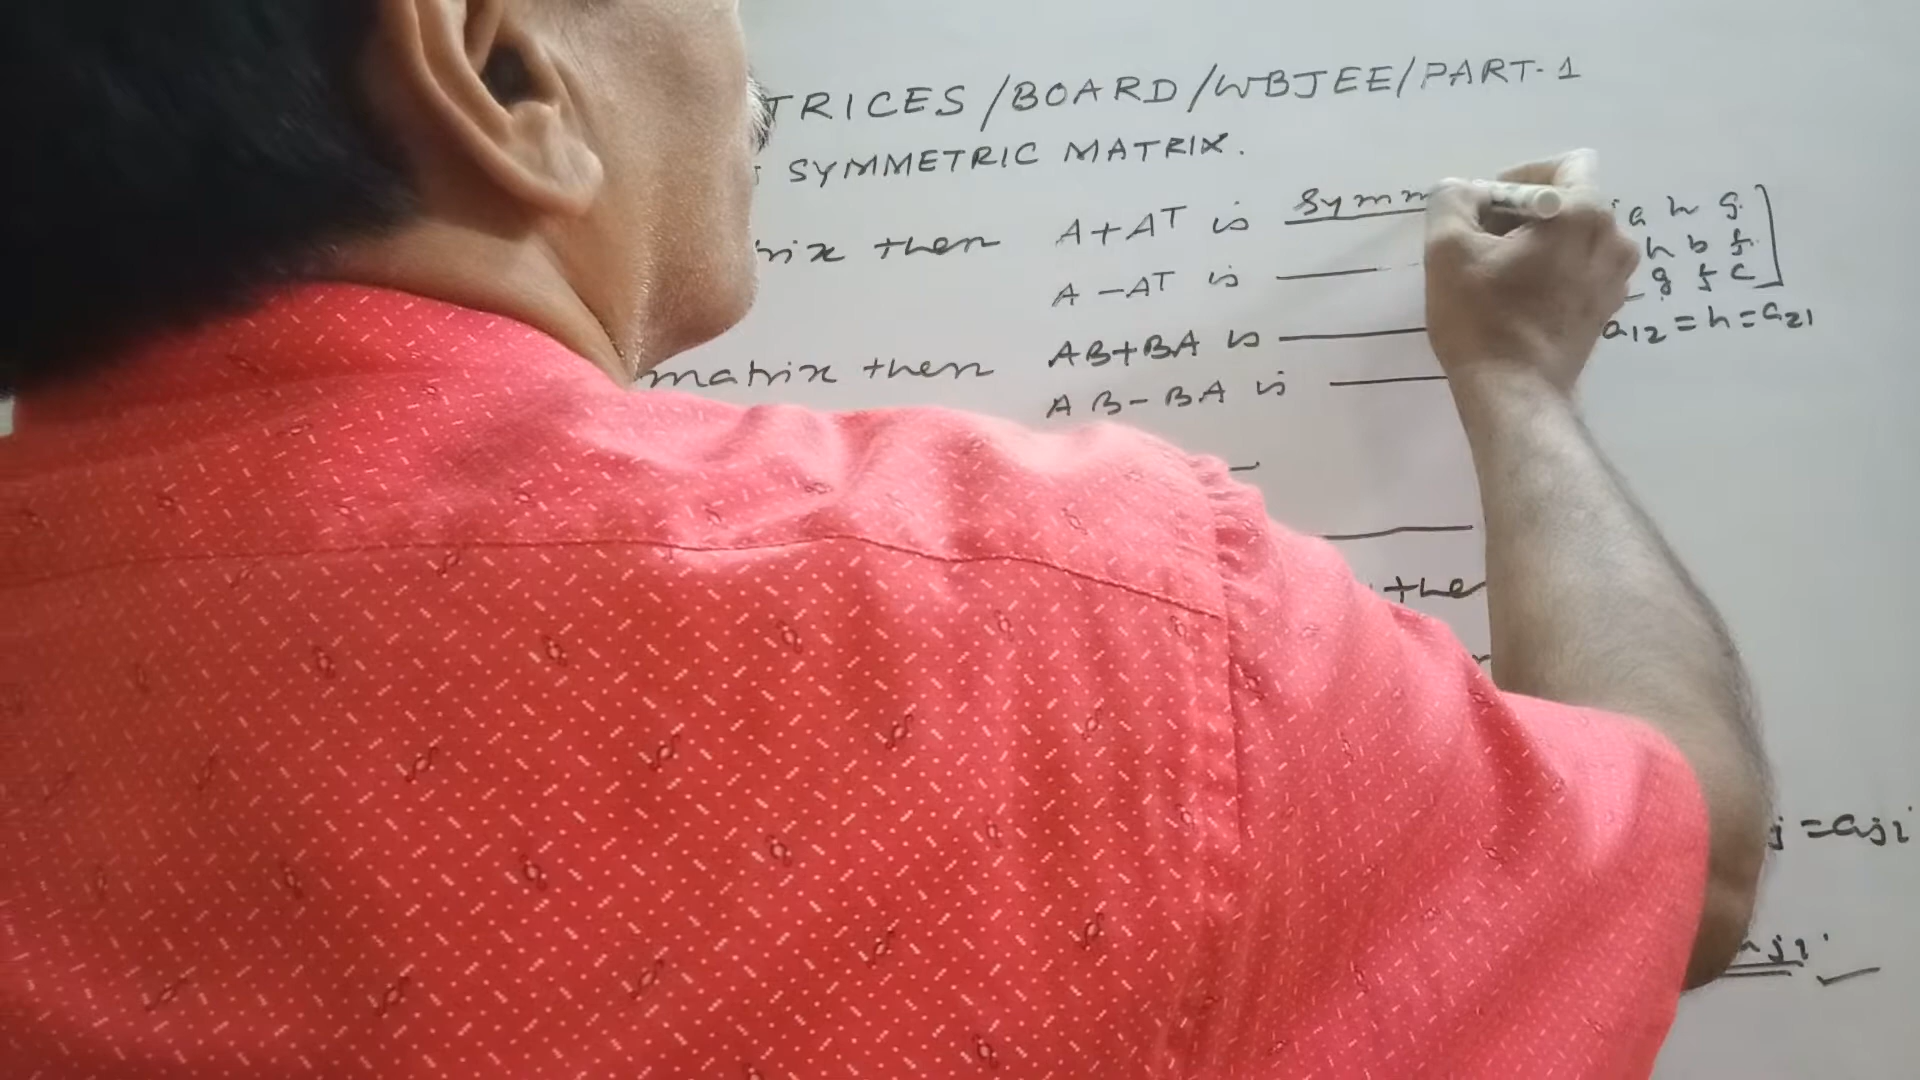 TRICES/BOARD/WBJEE/PART-1
SYMMETRIC MATRIX.
rix then A+AT is Symm
A-AT is
matrix then AB+BA is
AB-BA is
a h g
h b f
g f c
a12=h=a21
the
j=aji